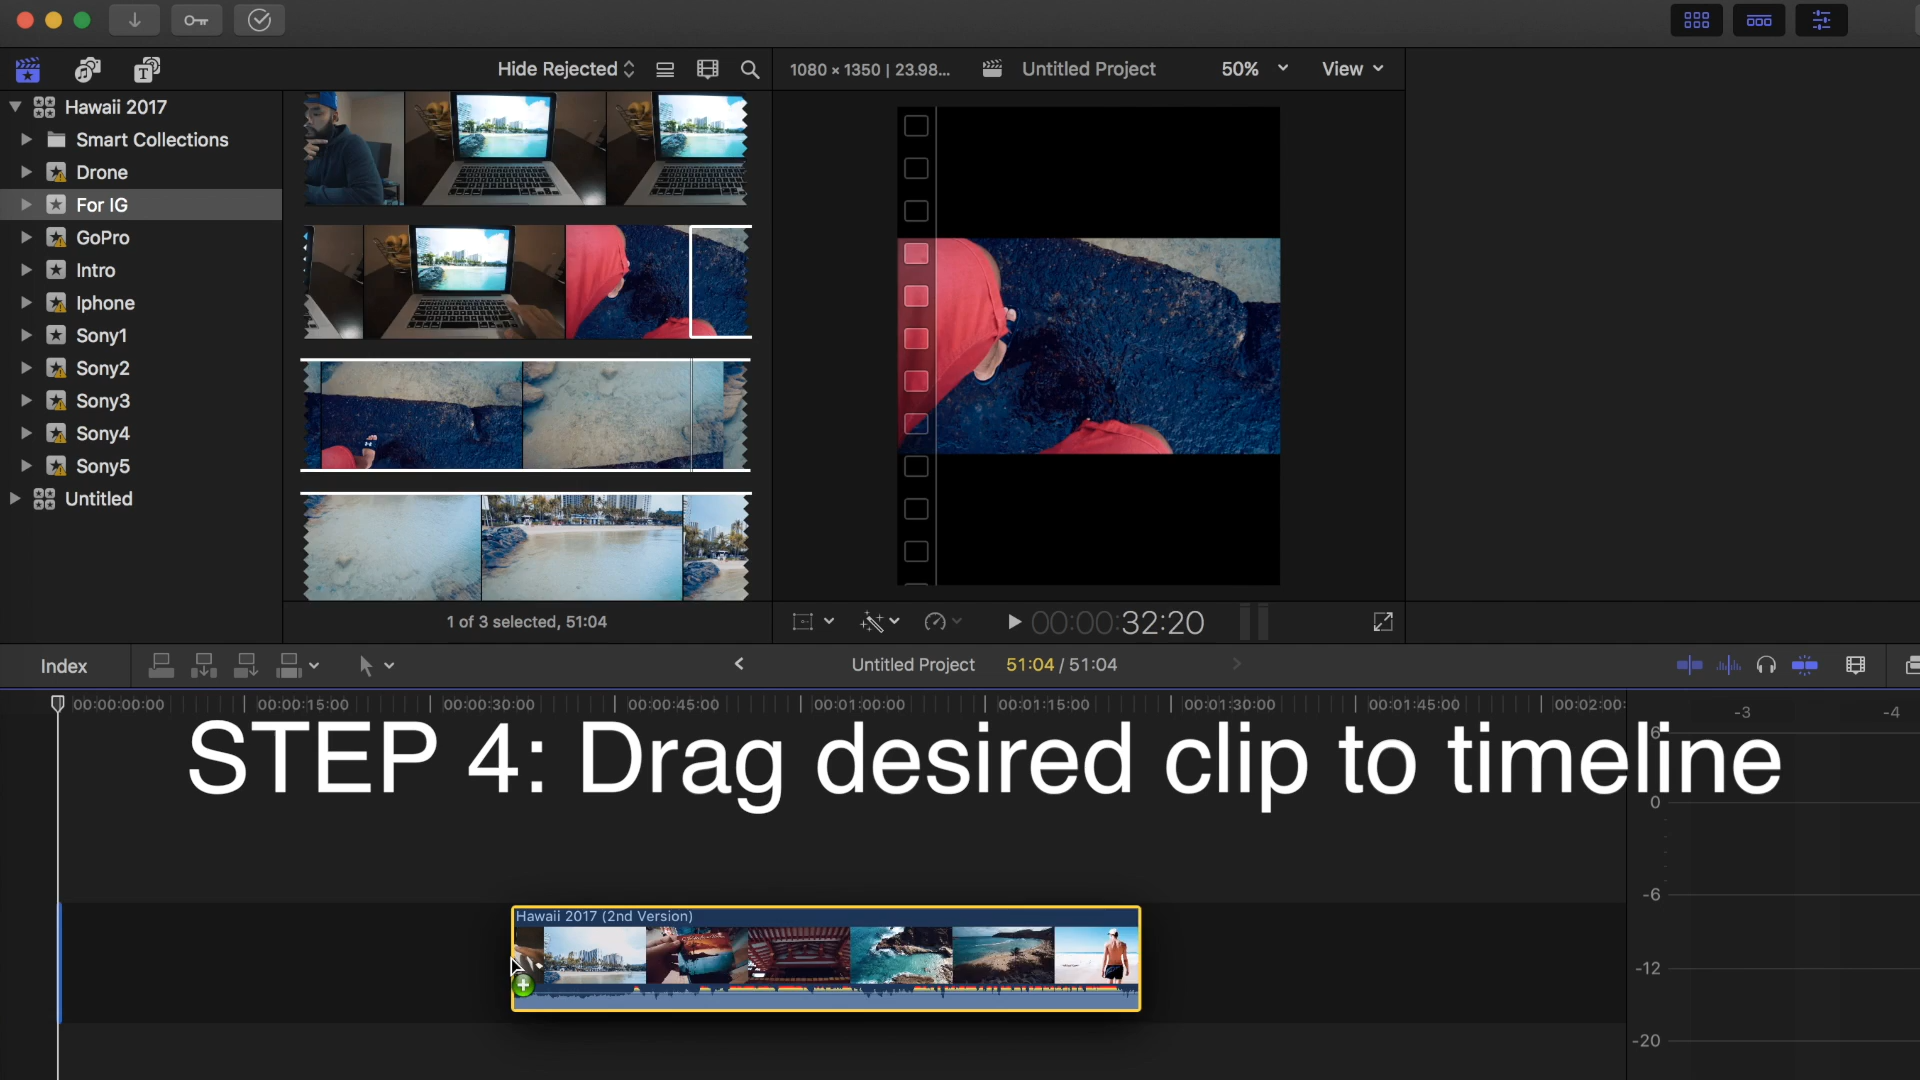 Hide Rejected
1080 × 1350 | 23.98...
Untitled Project
50%
View
Hawaii 2017
Smart Collections
Drone
For IG
GoPro
Intro
Iphone
Sony1
Sony2
Sony3
Sony4
Sony5
Untitled
1 of 3 selected, 51:04
00:00:32:20
Index
Untitled Project
51:04 / 51:04
00:00:00:00
00:00:15:00
00:00:30:00
00:00:45:00
00:01:00:00
00:01:15:00
00:01:30:00
00:01:45:00
00:02:00:
-3
-4
6
STEP 4: Drag desired clip to timeline
0
-6
-12
-20
Hawaii 2017 (2nd Version)